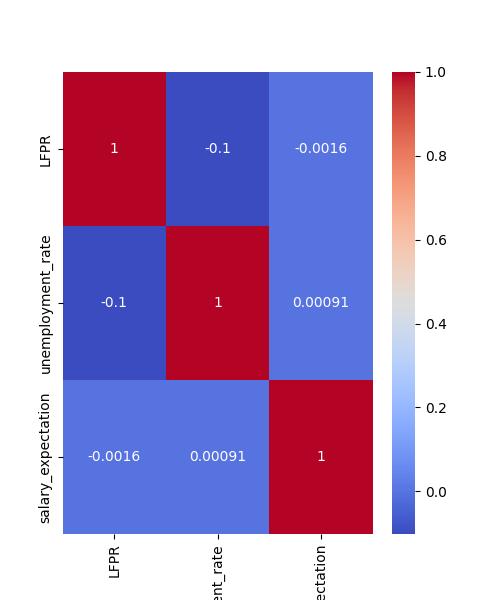 LFPR
unemployment_rate
salary_expectation
1
-0.1
-0.0016
-0.1
1
0.00091
-0.0016
0.00091
1
LFPR
ent_rate
ectation
1.0
0.8
0.6
0.4
0.2
0.0